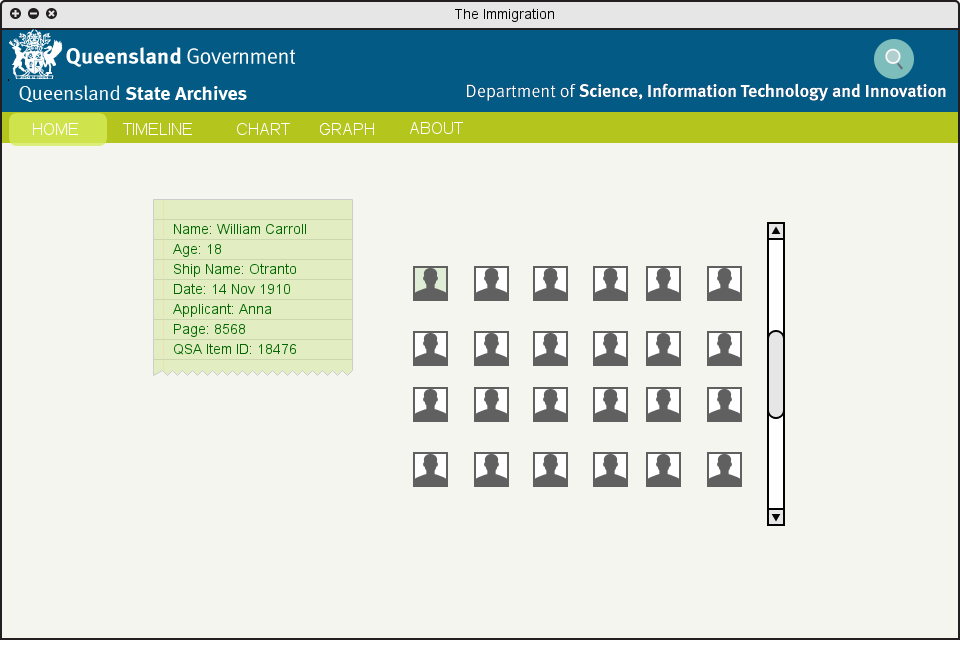 The Immigration
Queensland Government
Queensland State Archives
Department of Science, Information Technology and Innovation
HOME TIMELINE CHART GRAPH ABOUT
Name: William Carroll
Age: 18
Ship Name: Otranto
Date: 14 Nov 1910
Applicant: Anna
Page: 8568
QSA Item ID: 18476